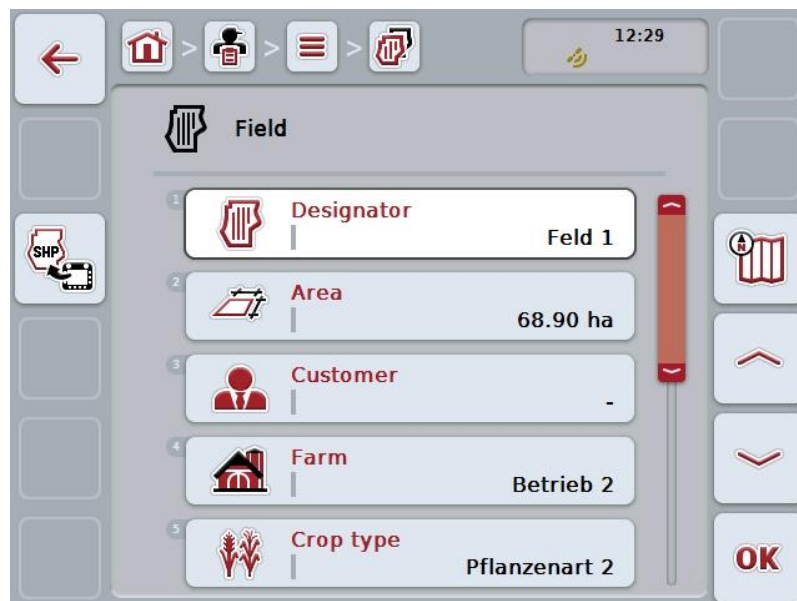 12:29
Field
1
Designator
Feld 1
2
Area
68.90 ha
3
Customer
-
4
Farm
Betrieb 2
5
Crop type
Pflanzenart 2
SHP
N
OK